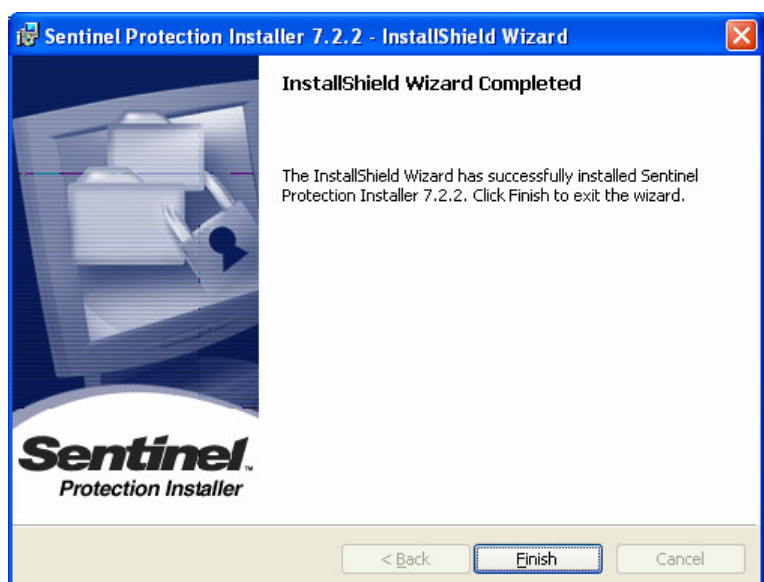 Sentinel Protection Installer 7.2.2 - InstallShield Wizard
InstallShield Wizard Completed
The InstallShield Wizard has successfully installed Sentinel
Protection Installer 7.2.2. Click Finish to exit the wizard.
Sentinel™
Protection Installer
< Back
Finish
Cancel